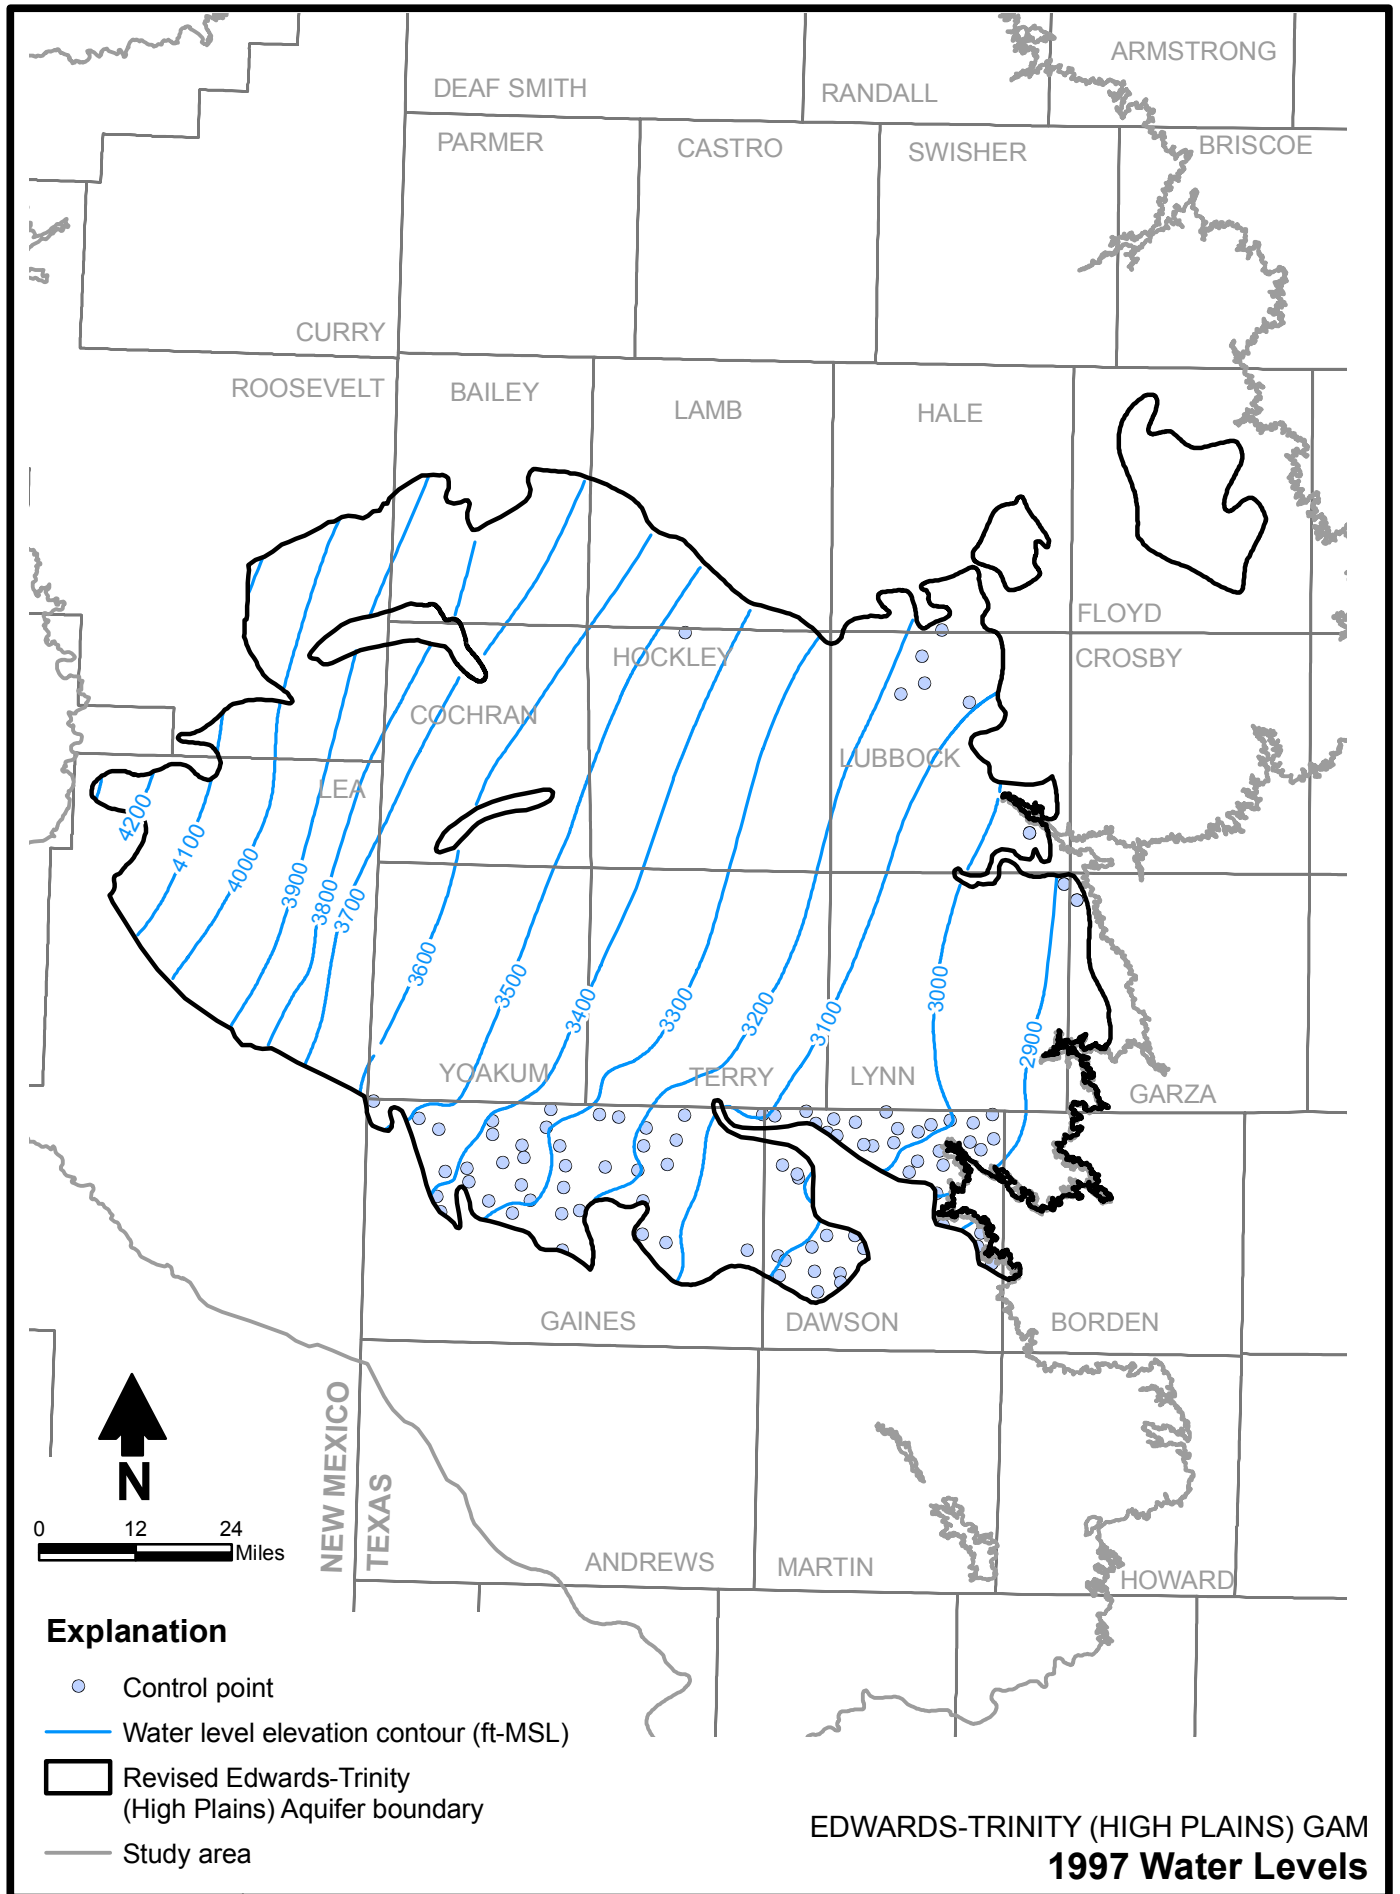 ARMSTRONG
DEAF SMITH
RANDALL
PARMER
CASTRO
SWISHER
BRISCOE
CURRY
ROOSEVELT
BAILEY
LAMB
HALE
FLOYD
HOCKLEY
CROSBY
COCHRAN
LUBBOCK
LEA
4200
4100
4000
3900
3800
3700
3600
3500
3400
3300
3200
3100
3000
2900
YOAKUM
TERRY
LYNN
GARZA
GAINES
DAWSON
BORDEN
NEW MEXICO
TEXAS
N
0 12 24
Miles
ANDREWS
MARTIN
HOWARD
Explanation
Control point
Water level elevation contour (ft-MSL)
Revised Edwards-Trinity
(High Plains) Aquifer boundary
Study area
EDWARDS-TRINITY (HIGH PLAINS) GAM
1997 Water Levels